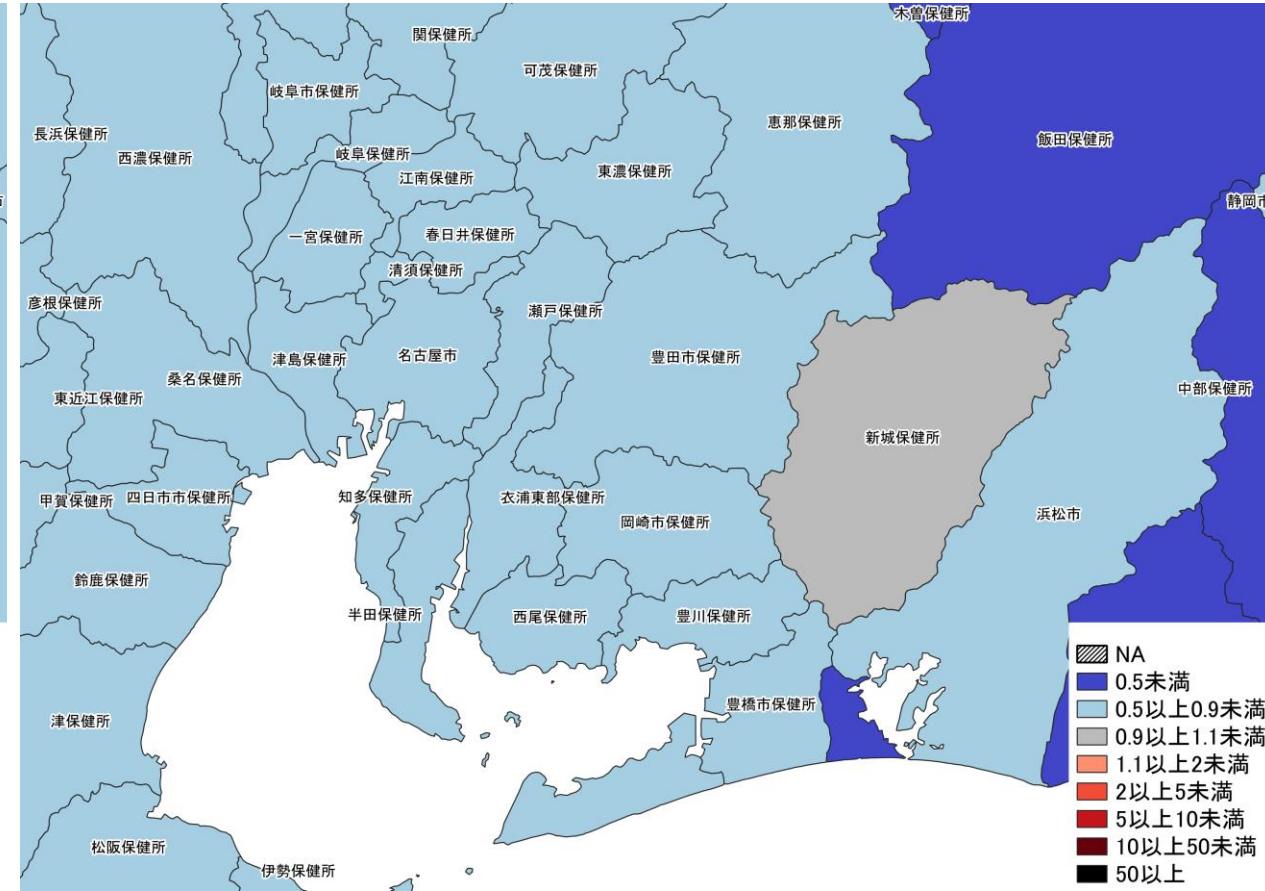 木曽保健所
関保健所
可茂保健所
岐阜市保健所
恵那保健所
長浜保健所
飯田保健所
西濃保健所
岐阜保健所
東濃保健所
江南保健所
市
静岡市
一宮保健所
春日井保健所
清須保健所
彦根保健所
瀬戸保健所
津島保健所
名古屋市
豊田市保健所
桑名保健所
東近江保健所
中部保健所
新城保健所
甲賀保健所
四日市市保健所
知多保健所
衣浦東部保健所
岡崎市保健所
浜松市
鈴鹿保健所
半田保健所
西尾保健所
豊川保健所
津保健所
豊橋市保健所
松阪保健所
伊勢保健所
NA
0.5未満
0.5以上0.9未満
0.9以上1.1未満
1.1以上2未満
2以上5未満
5以上10未満
10以上50未満
50以上